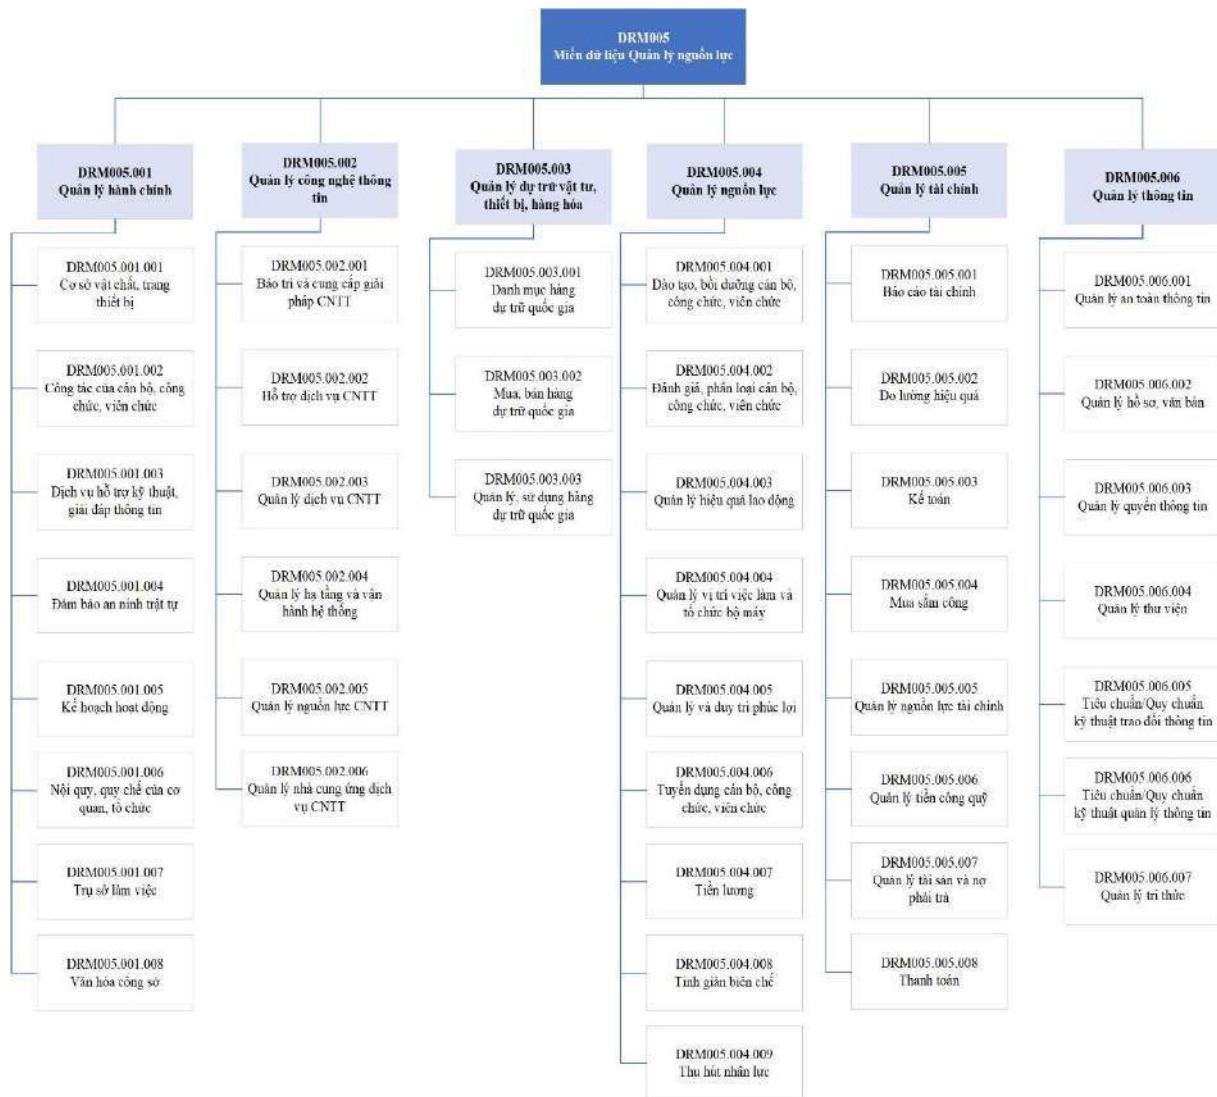 DRM005
Miền dữ liệu Quản lý nguồn lực
DRM005.001
Quản lý hành chính
DRM005.001.001
Cơ sở vật chất, trang
thiết bị
DRM005.001.002
Công tác của cán bộ, công
chức, viên chức
DRM005.001.003
Dịch vụ hỗ trợ kỹ thuật,
giải đáp thông tin
DRM005.001.004
Đảm bảo an ninh trật tự
DRM005.001.005
Kế hoạch hoạt động
DRM005.001.006
Nội quy, quy chế của cơ
quan, tổ chức
DRM005.001.007
Trụ sở làm việc
DRM005.001.008
Văn hóa công sở
DRM005.002
Quản lý công nghệ thông
tin
DRM005.002.001
Bảo trì và cung cấp giải
pháp CNTT
DRM005.002.002
Hỗ trợ dịch vụ CNTT
DRM005.002.003
Quản lý dịch vụ CNTT
DRM005.002.004
Quản lý hạ tầng và vận
hành hệ thống
DRM005.002.005
Quản lý nguồn lực CNTT
DRM005.002.006
Quản lý nhà cung ứng dịch
vụ CNTT
DRM005.003
Quản lý dự trữ vật tư,
thiết bị, hàng hóa
DRM005.003.001
Danh mục hàng
dự trữ quốc gia
DRM005.003.002
Mua, bán hàng
dự trữ quốc gia
DRM005.003.003
Quản lý, sử dụng hàng
dự trữ quốc gia
DRM005.004
Quản lý nguồn lực
DRM005.004.001
Đào tạo, bồi dưỡng cán bộ,
công chức, viên chức
DRM005.004.002
Đánh giá, phân loại cán bộ,
công chức, viên chức
DRM005.004.003
Quản lý hiệu quả lao động
DRM005.004.004
Quản lý vị trí việc làm và
tổ chức bộ máy
DRM005.004.005
Quản lý và duy trì phúc lợi
DRM005.004.006
Tuyển dụng cán bộ, công
chức, viên chức
DRM005.004.007
Tiền lương
DRM005.004.008
Tinh giản biên chế
DRM005.004.009
Thu hút nhân lực
DRM005.005
Quản lý tài chính
DRM005.005.001
Báo cáo tài chính
DRM005.005.002
Đo lường hiệu quả
DRM005.005.003
Kế toán
DRM005.005.004
Mua sắm công
DRM005.005.005
Quản lý nguồn lực tài chính
DRM005.005.006
Quản lý tiền công quỹ
DRM005.005.007
Quản lý tài sản và nợ
phải trả
DRM005.005.008
Thanh toán
DRM005.006
Quản lý thông tin
DRM005.006.001
Quản lý an toàn thông tin
DRM005.006.002
Quản lý hồ sơ, văn bản
DRM005.006.003
Quản lý quyền thông tin
DRM005.006.004
Quản lý thư viện
DRM005.006.005
Tiêu chuẩn/Quy chuẩn
kỹ thuật trao đổi thông tin
DRM005.006.006
Tiêu chuẩn/Quy chuẩn
kỹ thuật quản lý thông tin
DRM005.006.007
Quản lý tri thức